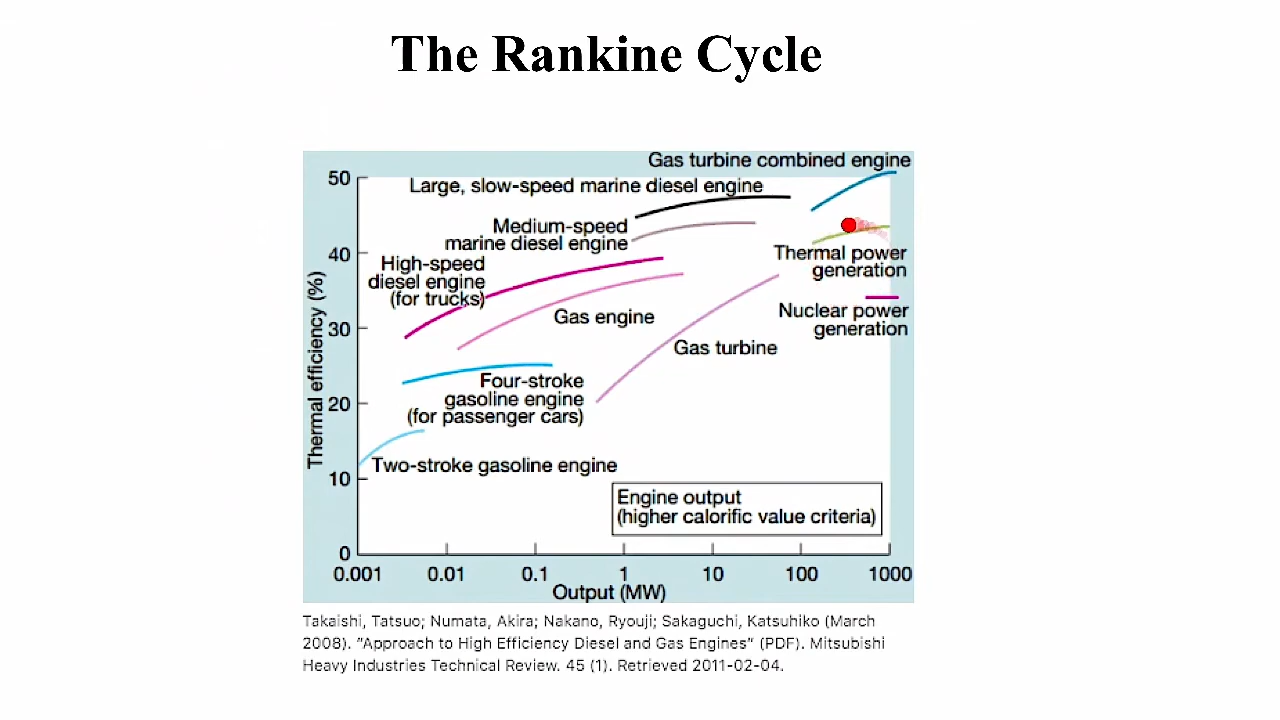 The Rankine Cycle
Gas turbine combined engine
50
Large, slow-speed marine diesel engine
Medium-speed
marine diesel engine
40
Thermal power
generation
High-speed
diesel engine
(for trucks)
Nuclear power
generation
Gas engine
30
Gas turbine
Four-stroke
gasoline engine
(for passenger cars)
20
Two-stroke gasoline engine
10
Engine output
(higher calorific value criteria)
0
Thermal efficiency (%)
0.001 0.01 0.1 1 10 100 1000
Output (MW)
Takaishi, Tatsuo; Numata, Akira; Nakano, Ryouji; Sakaguchi, Katsuhiko (March
2008). "Approach to High Efficiency Diesel and Gas Engines" (PDF). Mitsubishi
Heavy Industries Technical Review. 45 (1). Retrieved 2011-02-04.